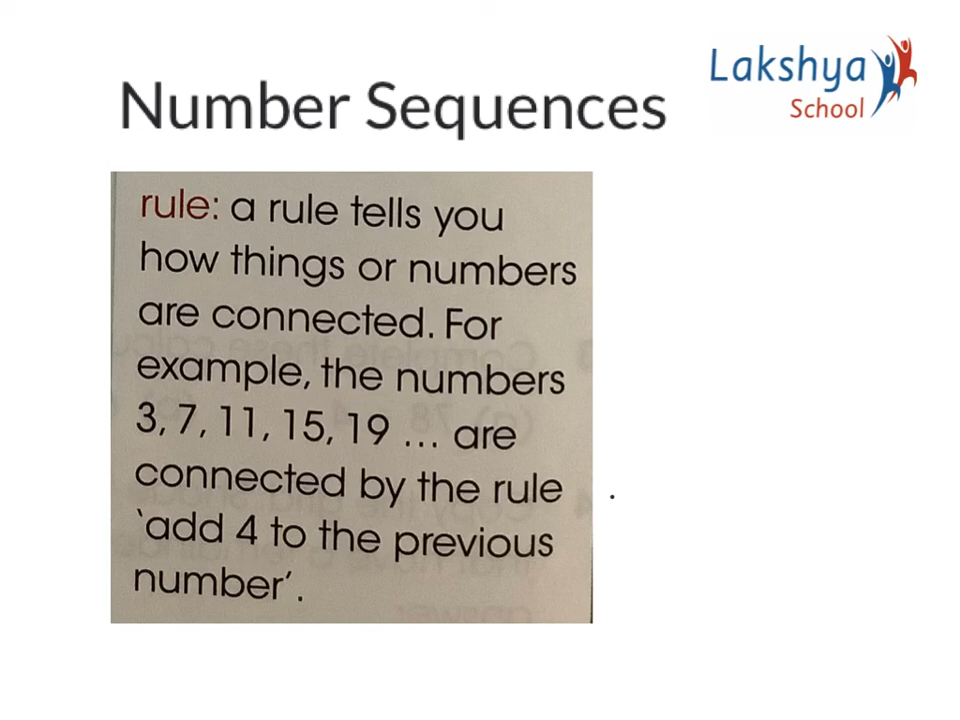 Number Sequences
Lakshya
School
rule: a rule tells you
how things or numbers
are connected. For
example, the numbers
3, 7, 11, 15, 19 … are
connected by the rule
‘add 4 to the previous
number’.
.